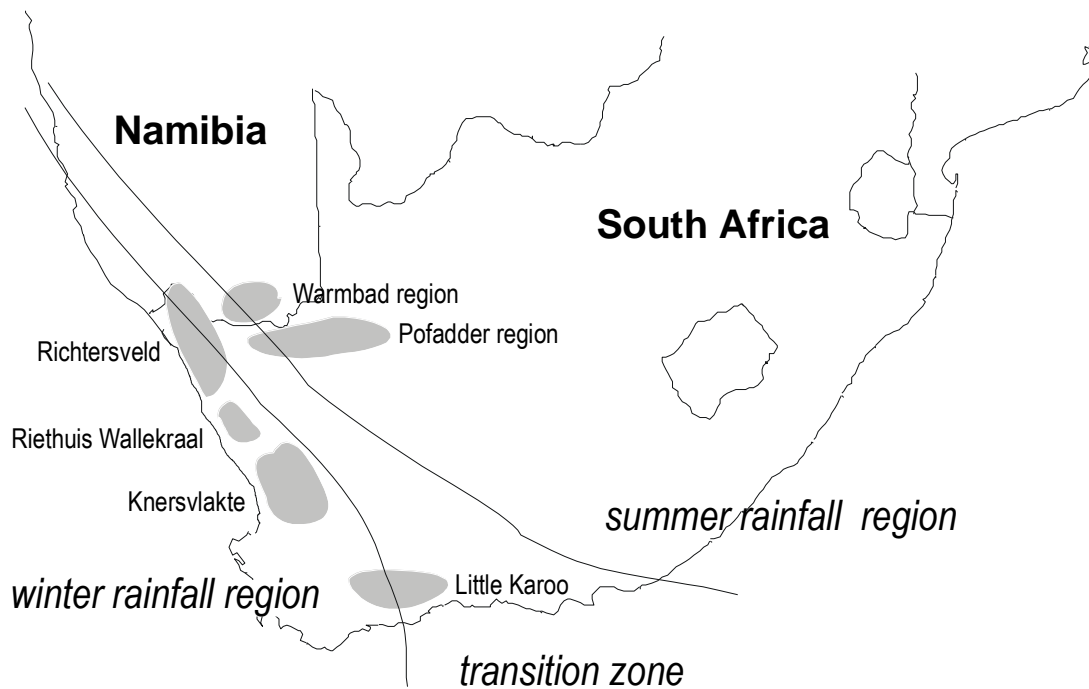 Namibia
South Africa
Warmbad region
Pofadder region
Richtersveld
Riethuis Wallekraal
Knersvlakte
summer rainfall region
winter rainfall region
Little Karoo
transition zone